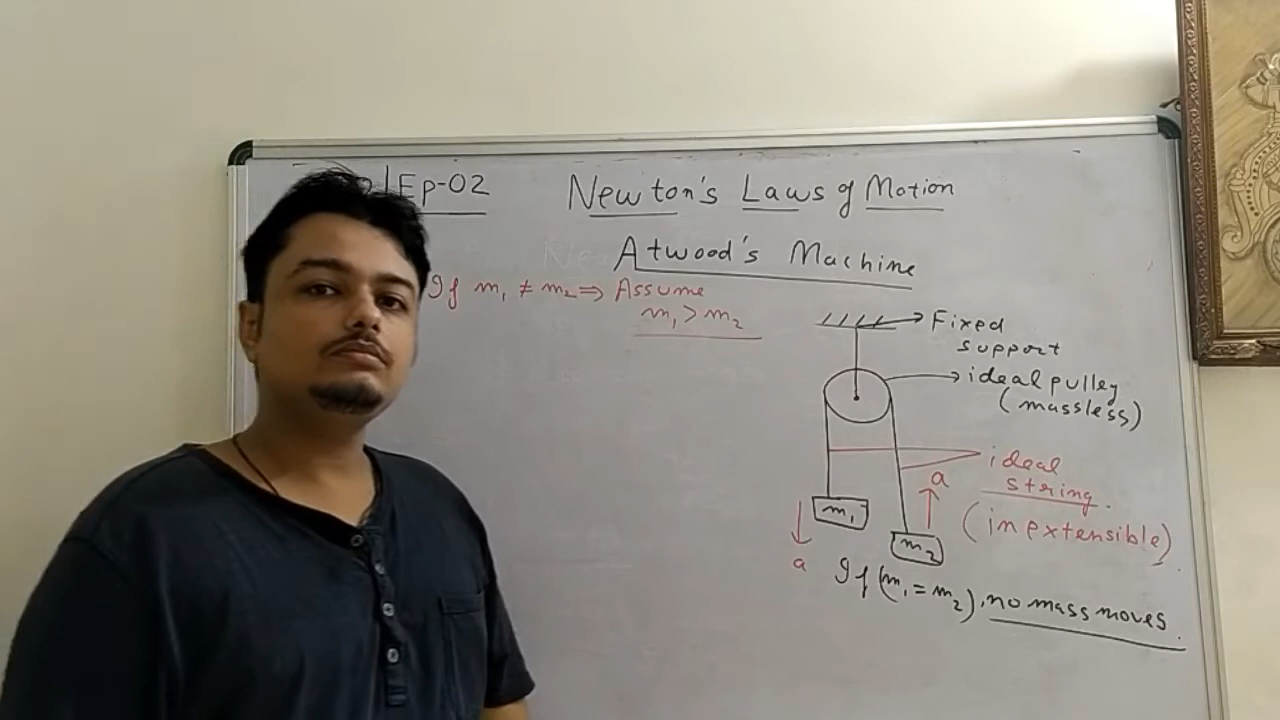 Ep-02
Newton's Laws of Motion
Atwood's Machine
If m₁ ≠ m₂ ⇒ Assume
m₁ > m₂
Fixed
support
ideal pulley
(massless)
ideal
string.
(inextensible)
a
m₁
m₂
a
If (m₁ = m₂), no mass moves.